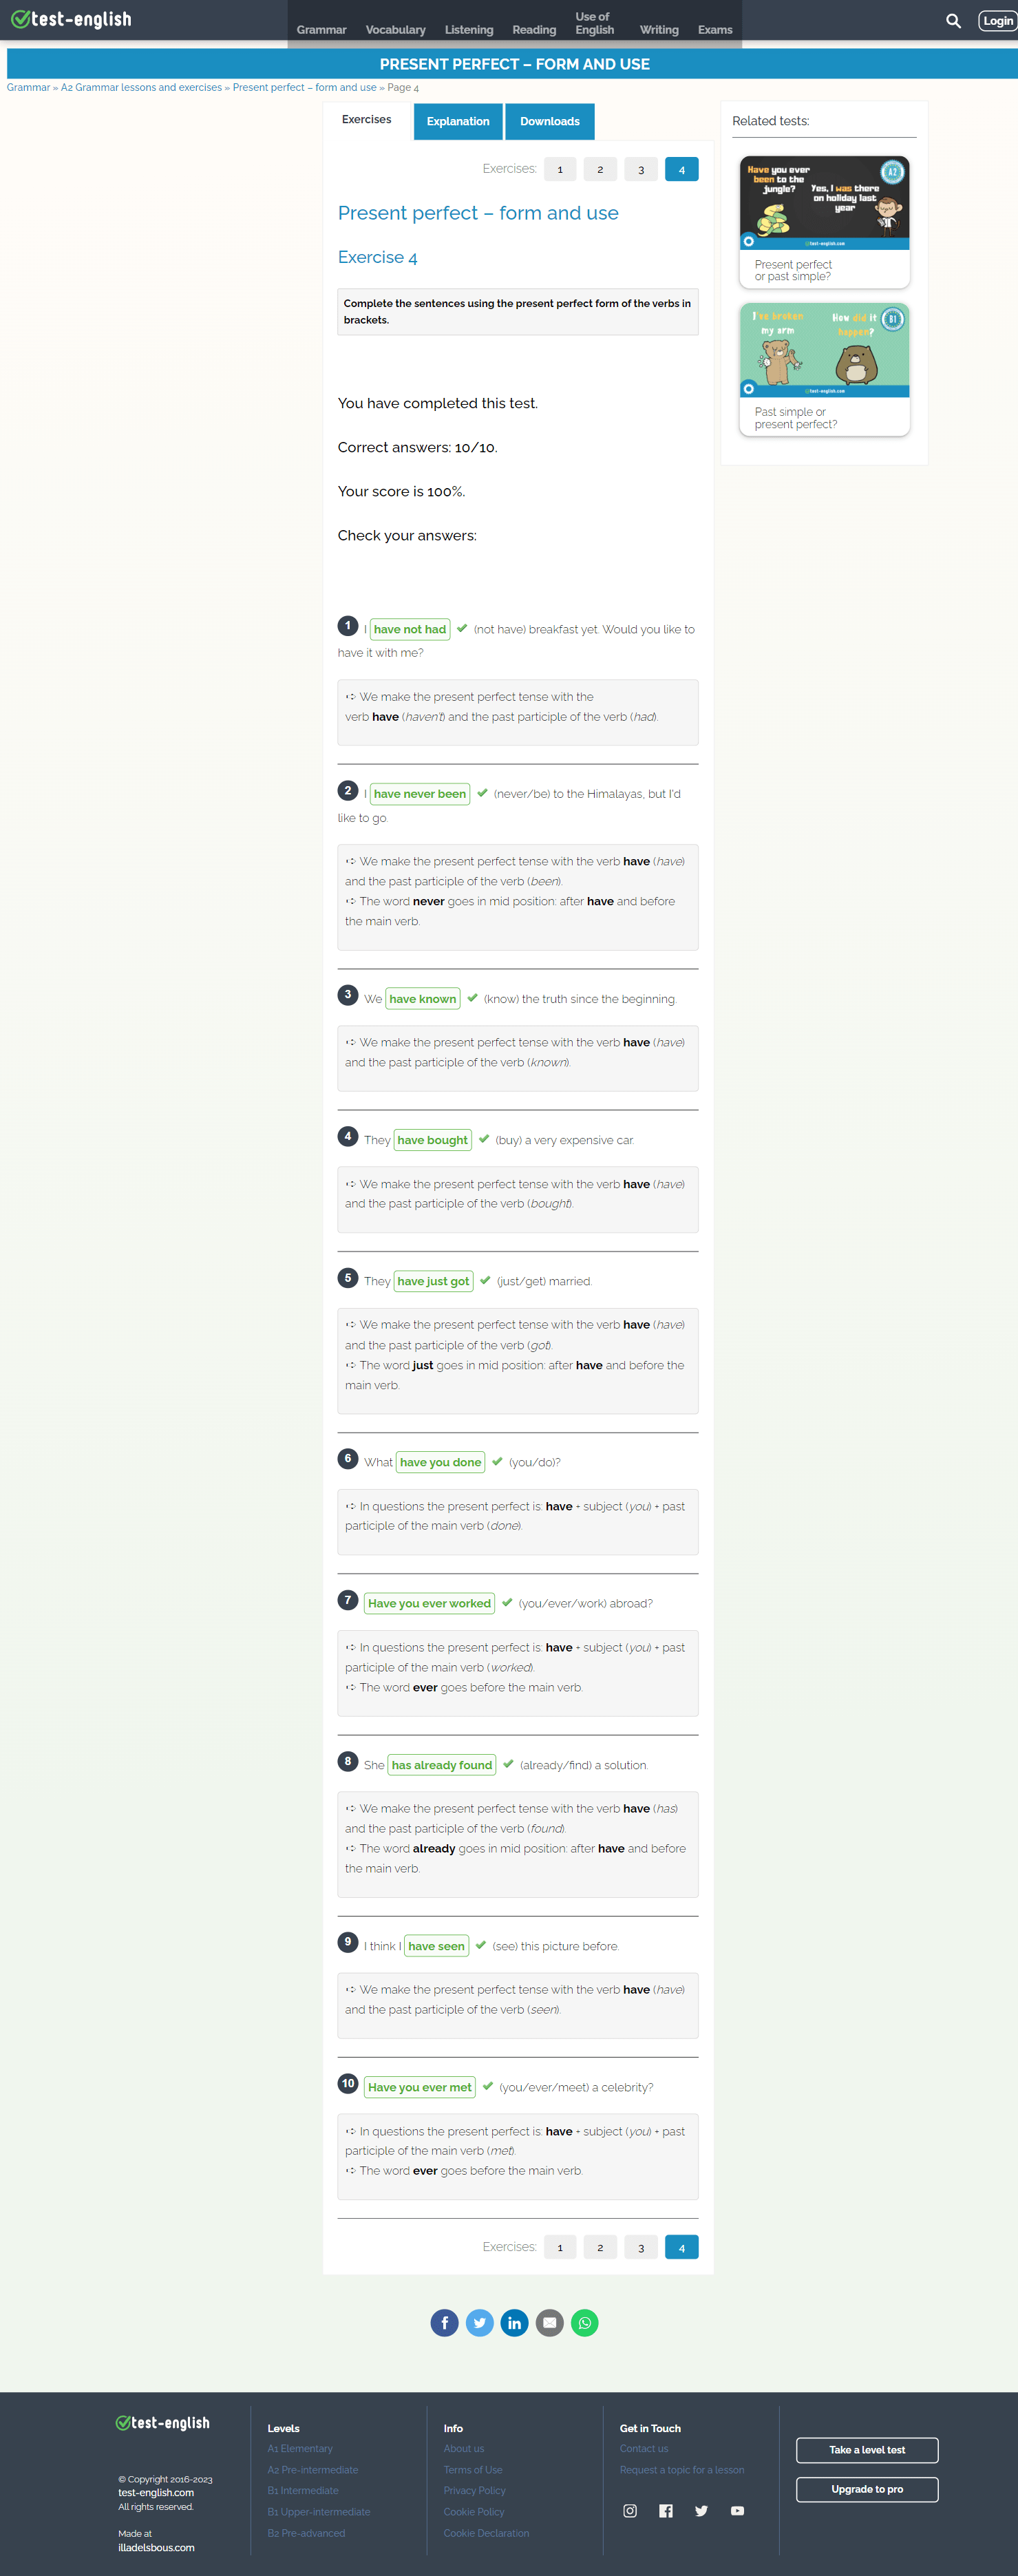 test-english
Grammar Vocabulary Listening Reading Use of English Writing Exams
Login
PRESENT PERFECT – FORM AND USE
Grammar » A2 Grammar lessons and exercises » Present perfect – form and use » Page 4
Exercises Explanation Downloads
Exercises: 1 2 3 4
Present perfect – form and use
Exercise 4
Complete the sentences using the present perfect form of the verbs in
brackets.
You have completed this test.
Correct answers: 10/10.
Your score is 100%.
Check your answers:
1 I have not had (not have) breakfast yet. Would you like to
have it with me?
➪ We make the present perfect tense with the
verb have (haven't) and the past participle of the verb (had).
2 I have never been (never/be) to the Himalayas, but I'd
like to go.
➪ We make the present perfect tense with the verb have (have)
and the past participle of the verb (been).
➪ The word never goes in mid position: after have and before
the main verb.
3 We have known (know) the truth since the beginning.
➪ We make the present perfect tense with the verb have (have)
and the past participle of the verb (known).
4 They have bought (buy) a very expensive car.
➪ We make the present perfect tense with the verb have (have)
and the past participle of the verb (bought).
5 They have just got (just/get) married.
➪ We make the present perfect tense with the verb have (have)
and the past participle of the verb (got).
➪ The word just goes in mid position: after have and before the
main verb.
6 What have you done (you/do)?
➪ In questions the present perfect is: have + subject (you) + past
participle of the main verb (done).
7 Have you ever worked (you/ever/work) abroad?
➪ In questions the present perfect is: have + subject (you) + past
participle of the main verb (worked).
➪ The word ever goes before the main verb.
8 She has already found (already/find) a solution.
➪ We make the present perfect tense with the verb have (has)
and the past participle of the verb (found).
➪ The word already goes in mid position: after have and before
the main verb.
9 I think I have seen (see) this picture before.
➪ We make the present perfect tense with the verb have (have)
and the past participle of the verb (seen).
10 Have you ever met (you/ever/meet) a celebrity?
➪ In questions the present perfect is: have + subject (you) + past
participle of the main verb (met).
➪ The word ever goes before the main verb.
Exercises: 1 2 3 4
Related tests:
Have you ever
been to the
jungle?
A2
Yes, I was there
on holiday last
year
test-english.com
Present perfect
or past simple?
I've broken
my arm
How did it
happen?
B1
test-english.com
Past simple or
present perfect?
test-english
© Copyright 2016-2023
test-english.com
All rights reserved.
Made at
illadelsbous.com
Levels
A1 Elementary
A2 Pre-intermediate
B1 Intermediate
B1 Upper-intermediate
B2 Pre-advanced
Info
About us
Terms of Use
Privacy Policy
Cookie Policy
Cookie Declaration
Get in Touch
Contact us
Request a topic for a lesson
Take a level test
Upgrade to pro